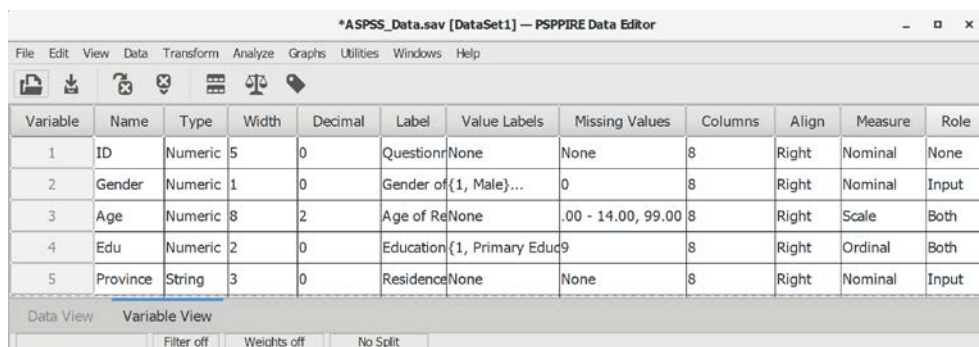 *ASPSS_Data.sav [DataSet1] — PSPPIRE Data Editor
File Edit View Data Transform Analyze Graphs Utilities Windows Help
Variable Name Type Width Decimal Label Value Labels Missing Values Columns Align Measure Role
1 ID Numeric 5 0 Questionr None None 8 Right Nominal None
2 Gender Numeric 1 0 Gender of {1, Male}... 0 8 Right Nominal Input
3 Age Numeric 8 2 Age of Re None .00 - 14.00, 99.00 8 Right Scale Both
4 Edu Numeric 2 0 Education {1, Primary Educ 9 8 Right Ordinal Both
5 Province String 3 0 Residence None None 8 Right Nominal Input
Data View Variable View
Filter off Weights off No Split